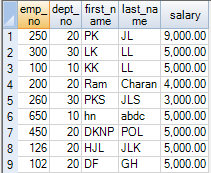 emp_no dept_no first_name last_name salary
1 250 20 PK JL 9,000.00
2 300 30 LK LL 5,000.00
3 100 10 KK LL 5,000.00
4 200 20 Ram Charan 4,000.00
5 260 30 PKS JLS 3,000.00
6 650 10 hn abdc 5,000.00
7 450 20 DKNP POL 5,000.00
8 126 20 HJL JLK 5,000.00
9 102 20 DF GH 5,000.00